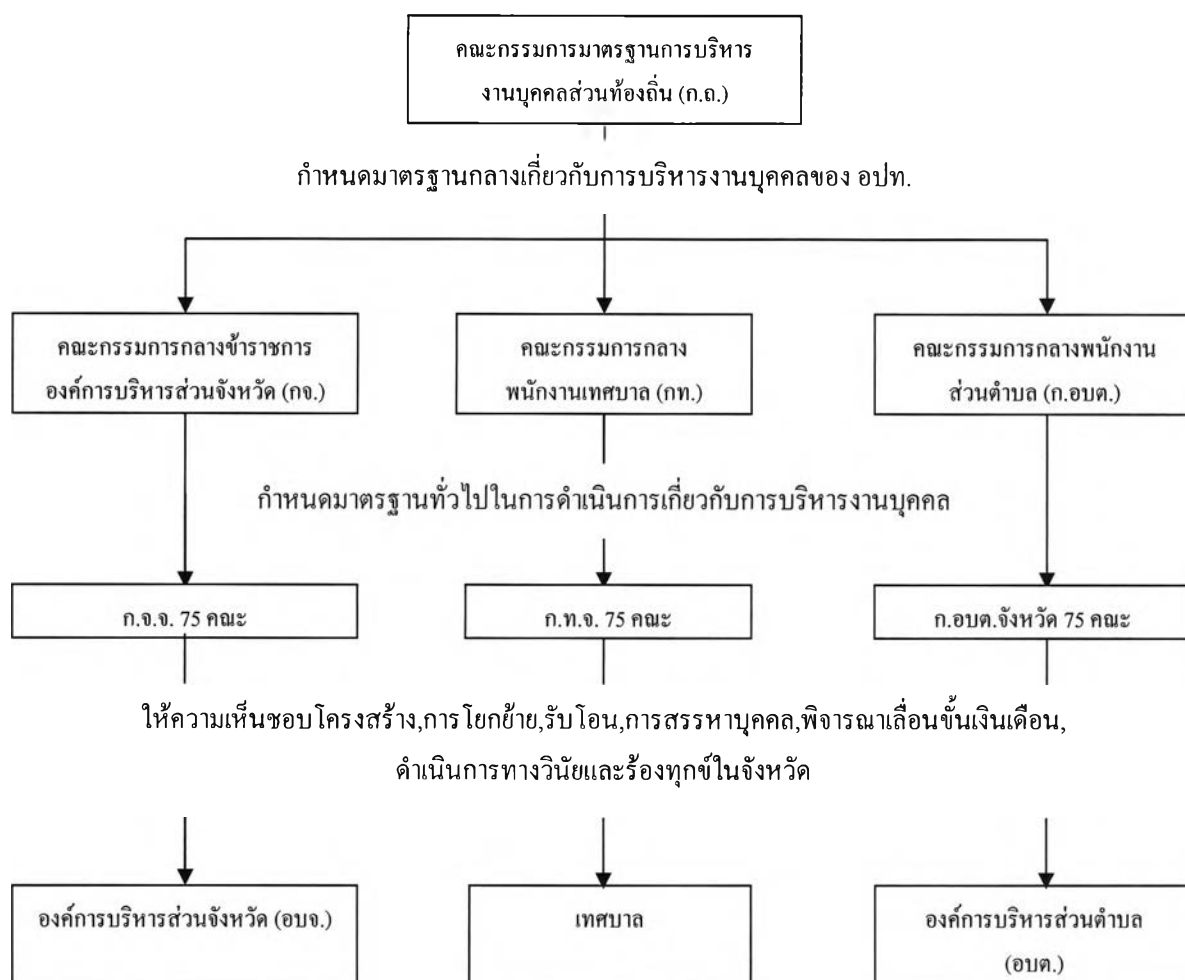 คณะกรรมการมาตรฐานการบริหาร
งานบุคคลส่วนท้องถิ่น (ก.ถ.)
กำหนดมาตรฐานกลางเกี่ยวกับการบริหารงานบุคคลของ อปท.
คณะกรรมการกลางข้าราชการ
องค์การบริหารส่วนจังหวัด (กจ.)
คณะกรรมการกลาง
พนักงานเทศบาล (กท.)
คณะกรรมการกลางพนักงาน
ส่วนตำบล (ก.อบต.)
กำหนดมาตรฐานทั่วไปในการดำเนินการเกี่ยวกับการบริหารงานบุคคล
ก.จ.จ. 75 คณะ
ก.ท.จ. 75 คณะ
ก.อบต.จังหวัด 75 คณะ
ให้ความเห็นชอบโครงสร้าง,การโยกย้าย,รับโอน,การสรรหาบุคคล,พิจารณาเลื่อนขั้นเงินเดือน,
ดำเนินการทางวินัยและร้องทุกข์ในจังหวัด
องค์การบริหารส่วนจังหวัด (อบจ.)
เทศบาล
องค์การบริหารส่วนตำบล
(อบต.)